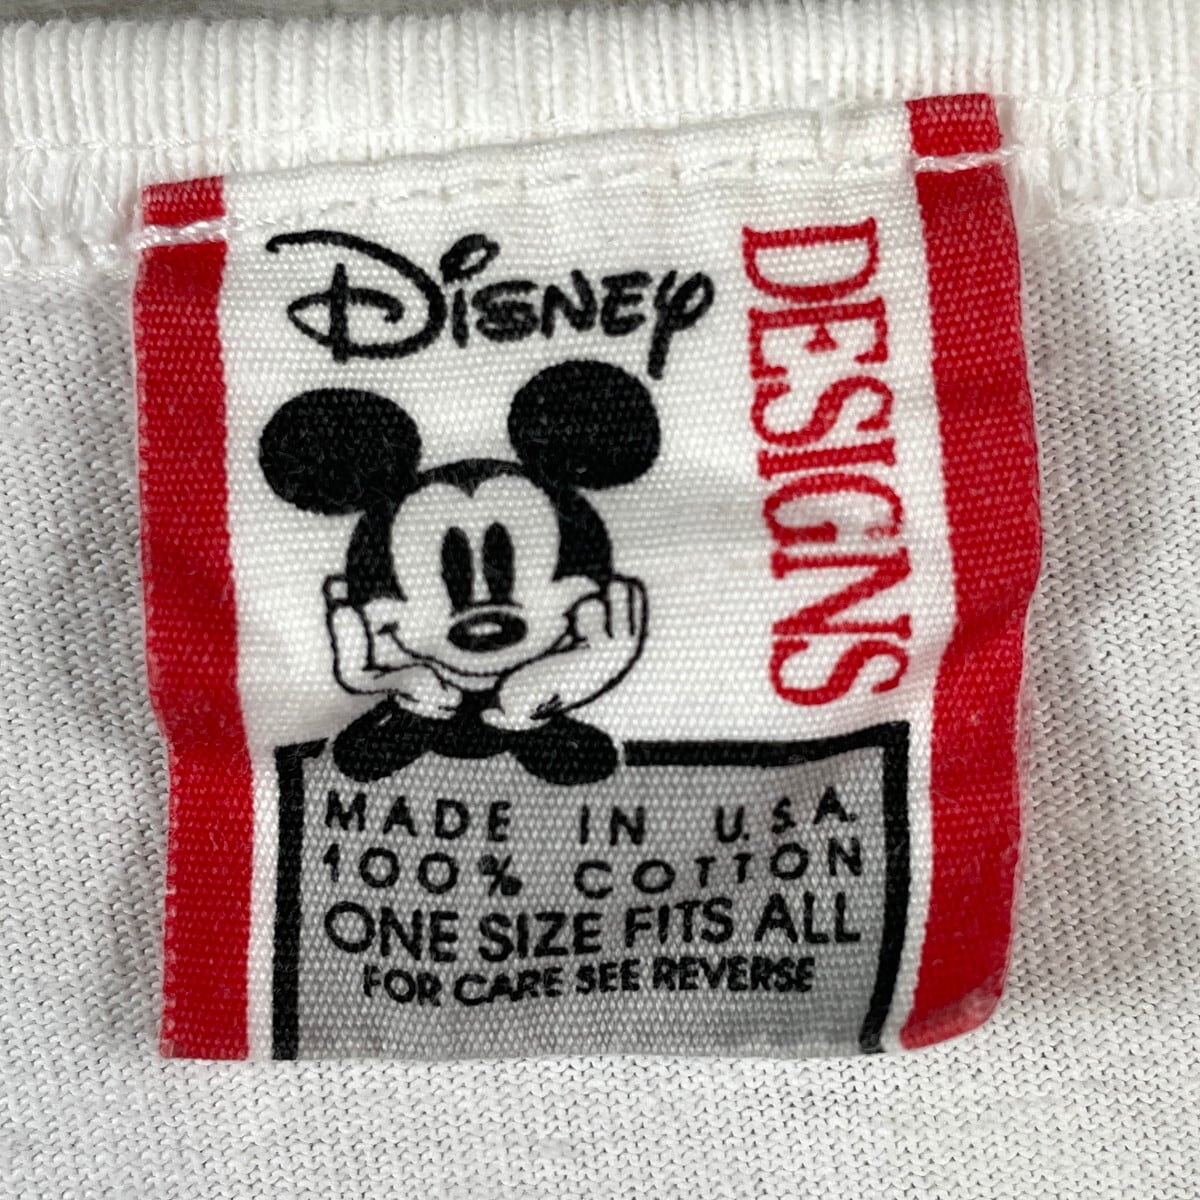 Disney
DESIGNS
MADE IN U.S.A.
100% COTTON
ONE SIZE FITS ALL
FOR CARE SEE REVERSE